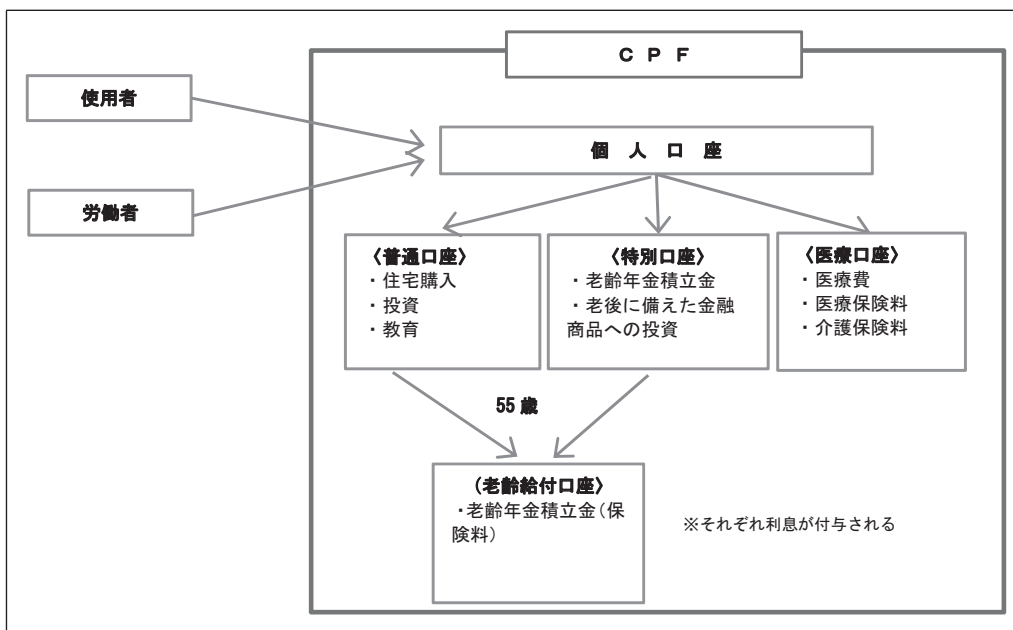 CPF
使用者
個人口座
労働者
〈普通口座〉
・住宅購入
・投資
・教育
〈特別口座〉
・老齢年金積立金
・老後に備えた金融
商品への投資
〈医療口座〉
・医療費
・医療保険料
・介護保険料
55歳
(老齢給付口座〉
・老齢年金積立金(保
険料)
※それぞれ利息が付与される